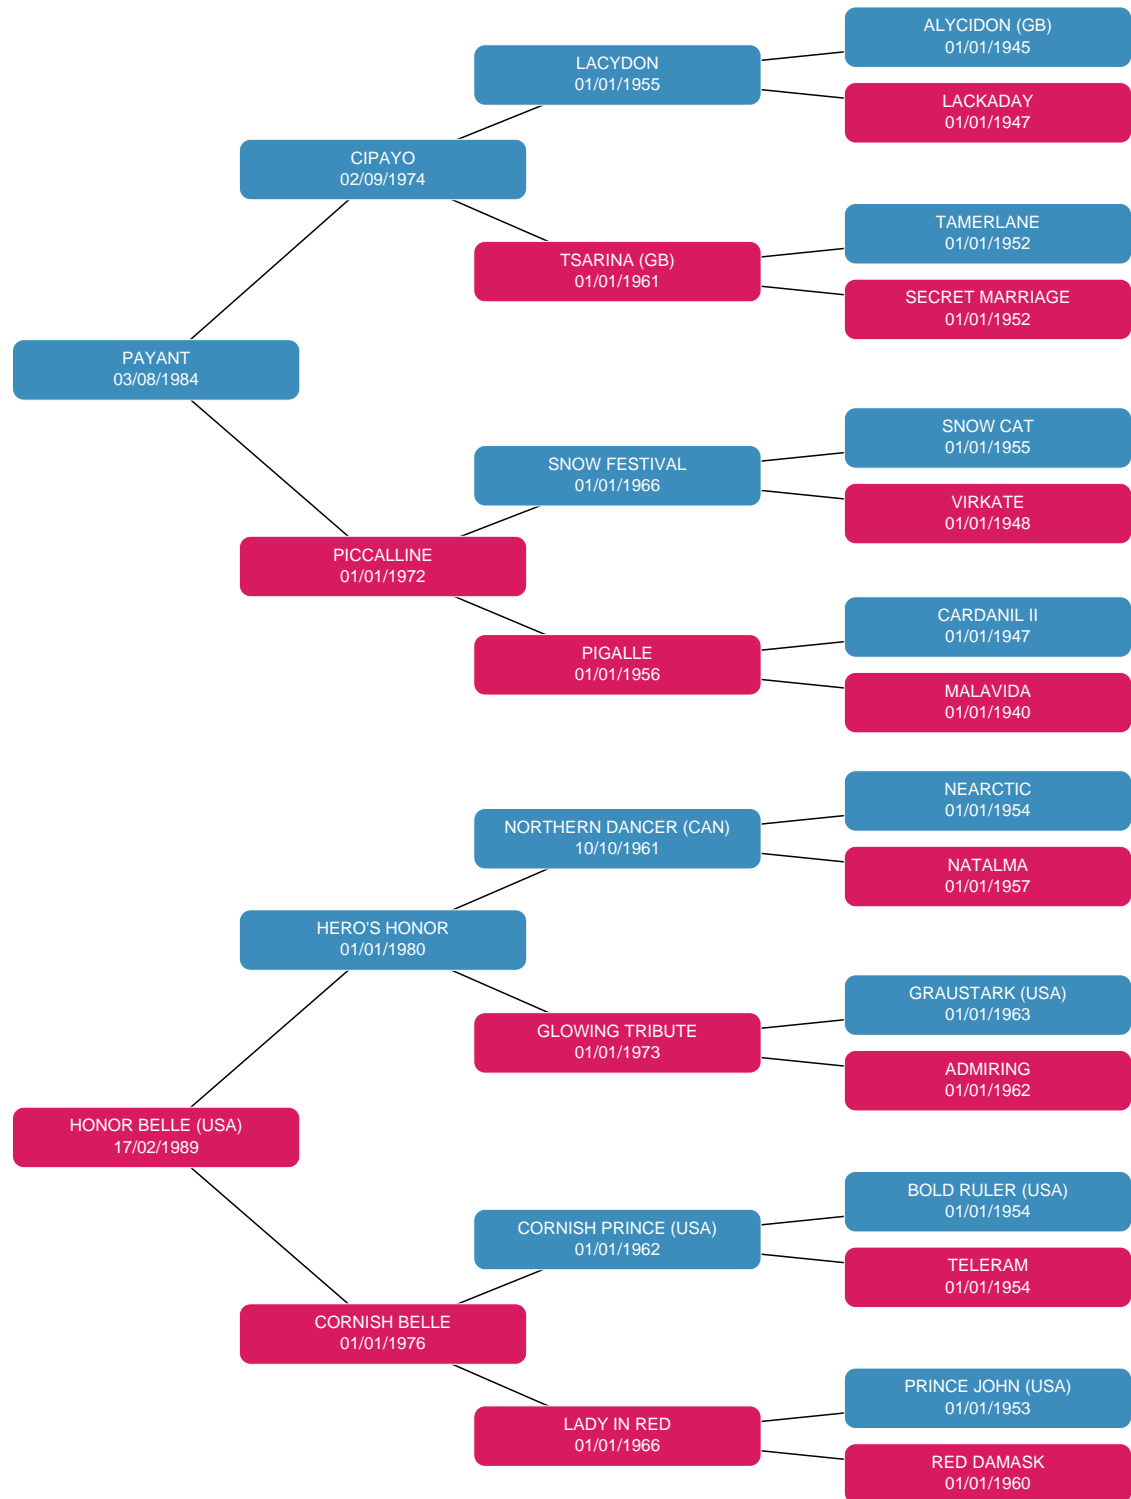 ALYCIDON (GB)
01/01/1945
LACYDON
01/01/1955
LACKADAY
01/01/1947
CIPAYO
02/09/1974
TAMERLANE
01/01/1952
TSARINA (GB)
01/01/1961
SECRET MARRIAGE
01/01/1952
PAYANT
03/08/1984
SNOW CAT
01/01/1955
SNOW FESTIVAL
01/01/1966
VIRKATE
01/01/1948
PICCALLINE
01/01/1972
CARDANIL II
01/01/1947
PIGALLE
01/01/1956
MALAVIDA
01/01/1940
NEARCTIC
01/01/1954
NORTHERN DANCER (CAN)
10/10/1961
NATALMA
01/01/1957
HERO'S HONOR
01/01/1980
GRAUSTARK (USA)
01/01/1963
GLOWING TRIBUTE
01/01/1973
ADMIRING
01/01/1962
HONOR BELLE (USA)
17/02/1989
BOLD RULER (USA)
01/01/1954
CORNISH PRINCE (USA)
01/01/1962
TELERAM
01/01/1954
CORNISH BELLE
01/01/1976
PRINCE JOHN (USA)
01/01/1953
LADY IN RED
01/01/1966
RED DAMASK
01/01/1960